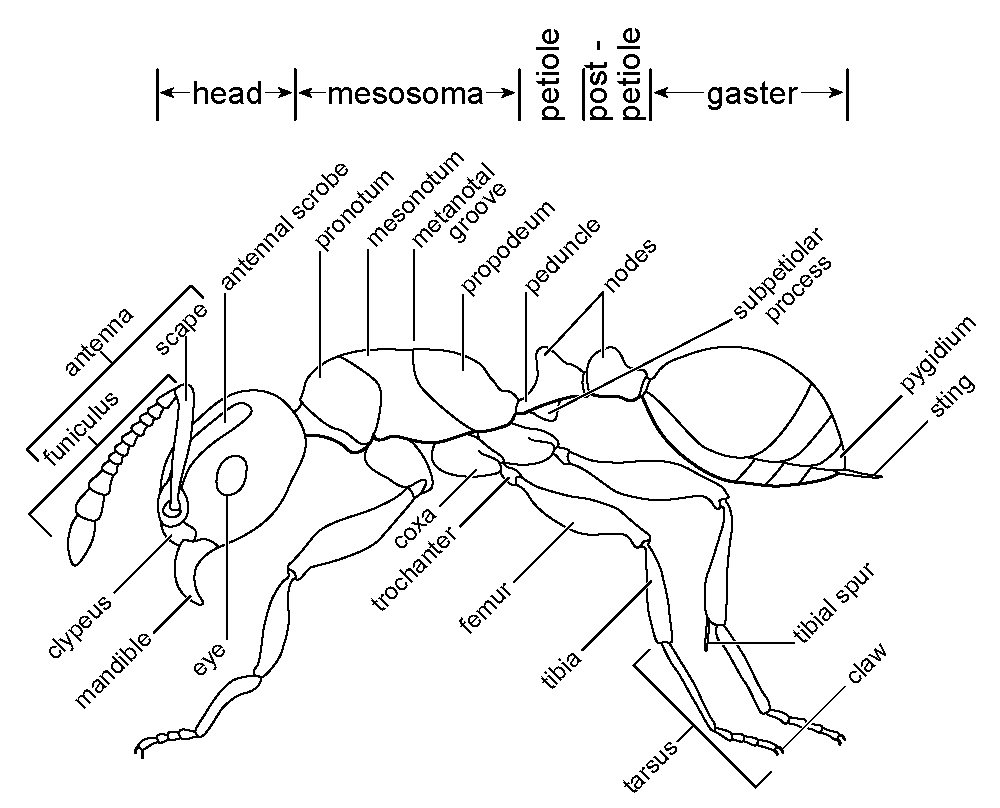 head
mesosoma
petiole
post -
petiole
gaster
antenna
scape
funiculus
antennal scrobe
pronotum
mesonotum
metanotal
groove
propodeum
peduncle
nodes
subpetiolar
process
pygidium
sting
clypeus
mandible
eye
coxa
trochanter
femur
tibia
tarsus
tibial spur
claw